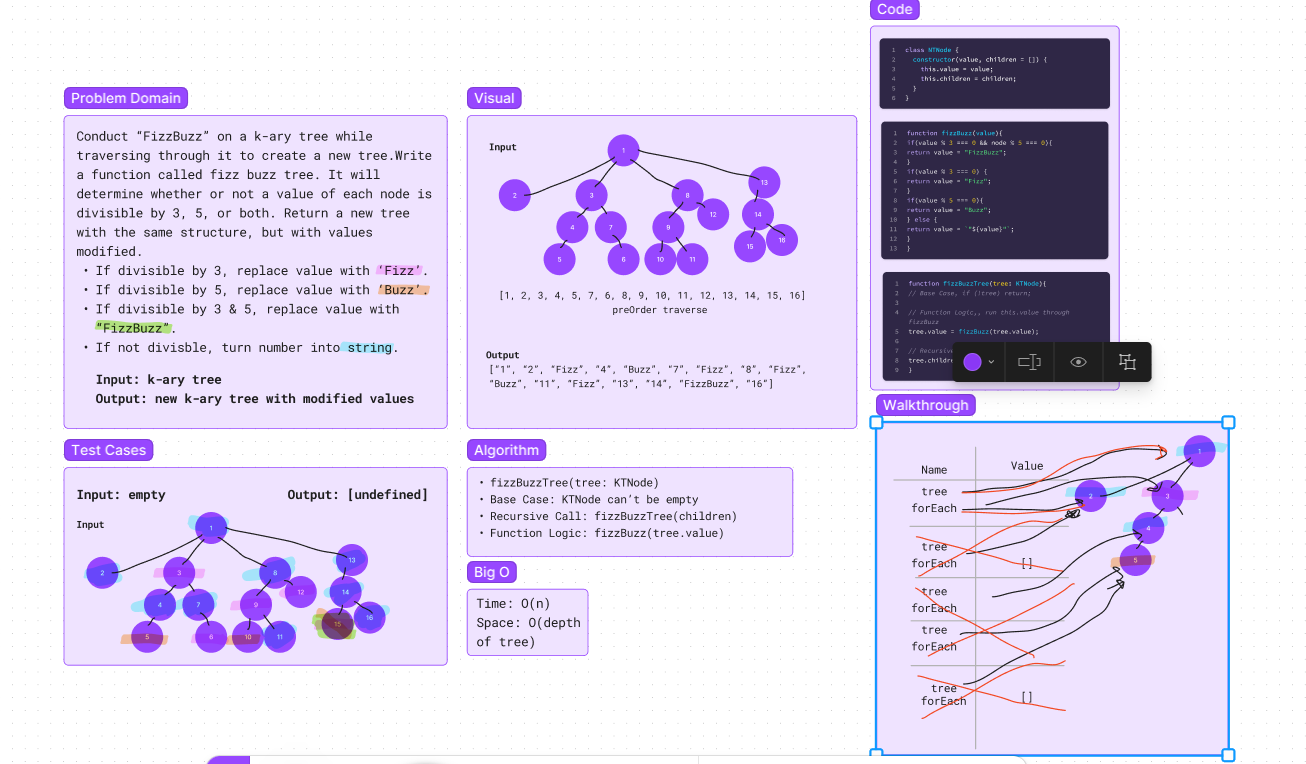 Problem Domain
Conduct “FizzBuzz” on a k-ary tree while
traversing through it to create a new tree.Write
a function called fizz buzz tree. It will
determine whether or not a value of each node is
divisible by 3, 5, or both. Return a new tree
with the same structure, but with values
modified.
• If divisible by 3, replace value with ‘Fizz’.
• If divisible by 5, replace value with ‘Buzz’.
• If divisible by 3 & 5, replace value with
“FizzBuzz”.
• If not divisble, turn number into string.
Input: k-ary tree
Output: new k-ary tree with modified values
Visual
Input
1
2
3
8
13
4
7
9
12
14
5
6
10
11
15
16
[1, 2, 3, 4, 5, 7, 6, 8, 9, 10, 11, 12, 13, 14, 15, 16]
preOrder traverse
Output
["1", "2", "Fizz", "4", "Buzz", "7", "Fizz", "8", "Fizz",
"Buzz", "11", "Fizz", "13", "14", "FizzBuzz", "16"]
Code
1 class NTNode {
2 constructor(value, children = []) {
3 this.value = value;
4 this.children = children;
5 }
6 }
1 function fizzBuzz(value){
2 if(value % 3 === 0 && node % 5 === 0){
3 return value = "FizzBuzz";
4 }
5 if(value % 3 === 0) {
6 return value = "Fizz";
7 }
8 if(value % 5 === 0){
9 return value = "Buzz";
10 } else {
11 return value = `"${value}"`;
12 }
13 }
1 function fizzBuzzTree(tree: KTNode){
2 // Base Case, if (!tree) return;
3
4 // Function Logic,, run this.value through
fizzBuzz
5 tree.value = fizzBuzz(tree.value);
6
7 // Recursive
8 tree.childre
9 }
Test Cases
Input: empty
Output: [undefined]
Input
1
2
3
8
13
4
7
9
12
14
5
6
10
11
15
16
Algorithm
• fizzBuzzTree(tree: KTNode)
• Base Case: KTNode can’t be empty
• Recursive Call: fizzBuzzTree(children)
• Function Logic: fizzBuzz(tree.value)
Big O
Time: O(n)
Space: O(depth
of tree)
Walkthrough
Name
Value
tree
forEach
tree
forEach
[]
tree
forEach
tree
forEach
tree
forEach
[]
1
2
3
4
5